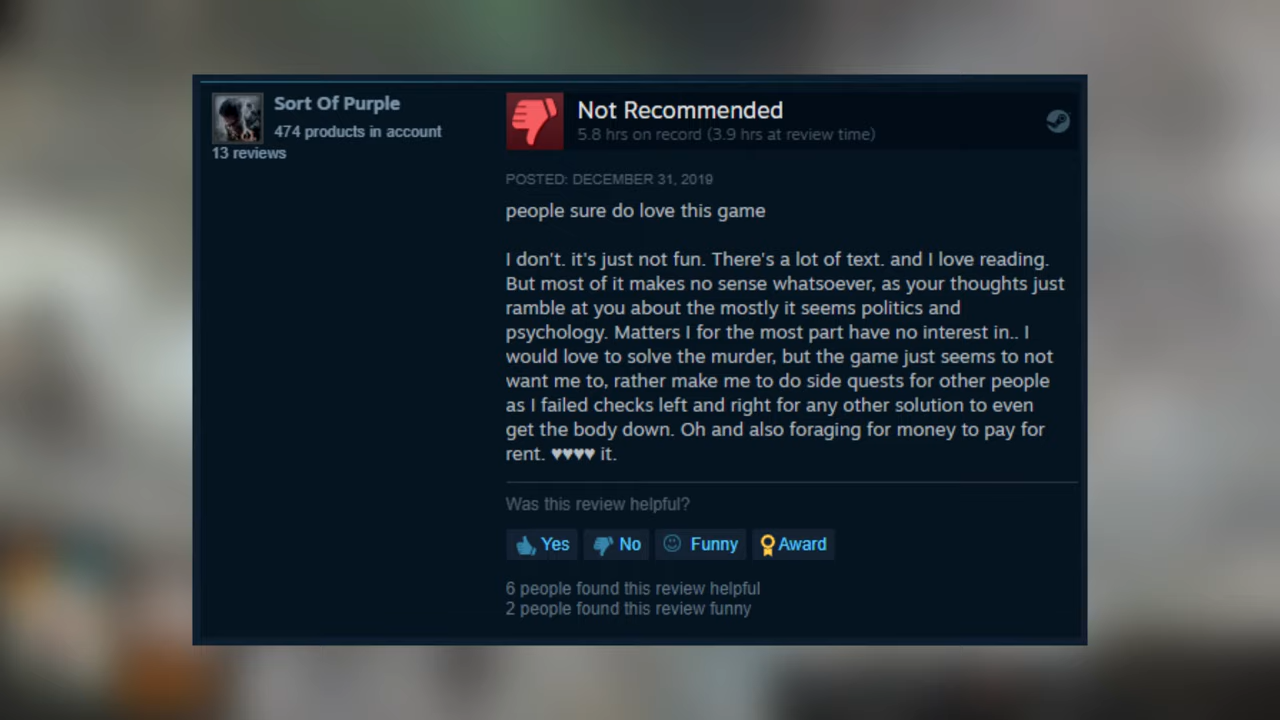 Sort Of Purple
474 products in account
13 reviews
Not Recommended
5.8 hrs on record (3.9 hrs at review time)
POSTED: DECEMBER 31, 2019
people sure do love this game
I don't. it's just not fun. There's a lot of text. and I love reading.
But most of it makes no sense whatsoever, as your thoughts just
ramble at you about the mostly it seems politics and
psychology. Matters I for the most part have no interest in.. I
would love to solve the murder, but the game just seems to not
want me to, rather make me to do side quests for other people
as I failed checks left and right for any other solution to even
get the body down. Oh and also foraging for money to pay for
rent. ♥♥♥♥ it.
Was this review helpful?
Yes No Funny Award
6 people found this review helpful
2 people found this review funny